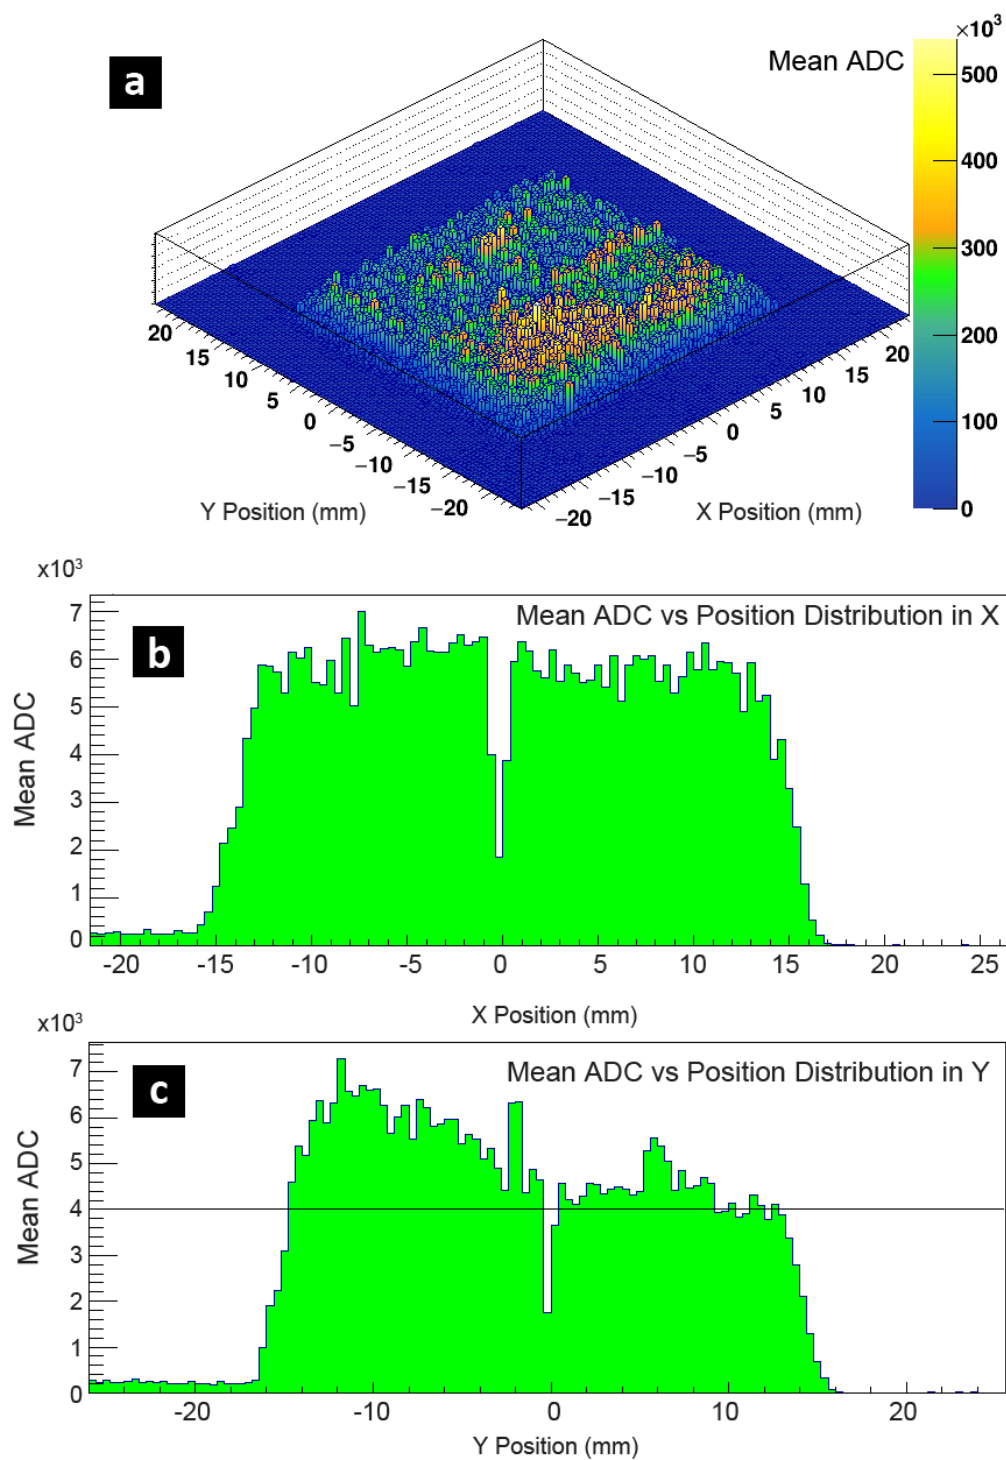 a
Mean ADC
×10³
500
400
300
200
100
0
20
15
10
5
0
−5
−10
−15
−20
Y Position (mm)
−20
−15
−10
−5
0
5
10
15
20
X Position (mm)
x10³
b
Mean ADC vs Position Distribution in X
7
6
5
4
3
2
1
0
Mean ADC
-20 -15 -10 -5 0 5 10 15 20 25
X Position (mm)
x10³
c
Mean ADC vs Position Distribution in Y
7
6
5
4
3
2
1
0
Mean ADC
-20 -10 0 10 20
Y Position (mm)